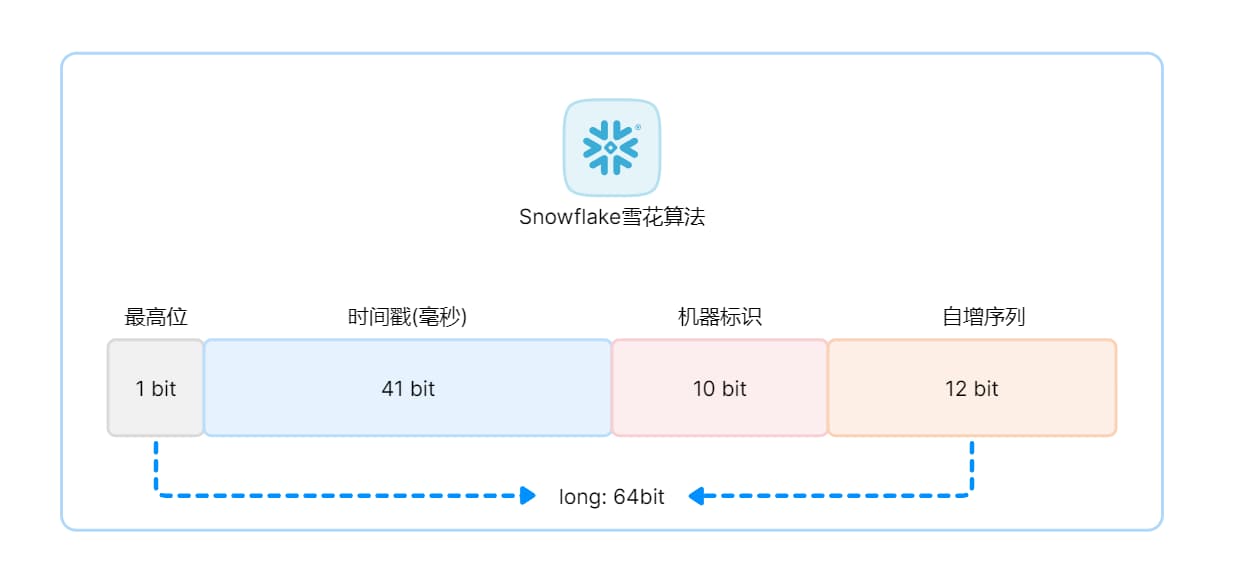 ®
Snowflake雪花算法
最高位 时间戳(毫秒) 机器标识 自增序列
1 bit 41 bit 10 bit 12 bit
long: 64bit